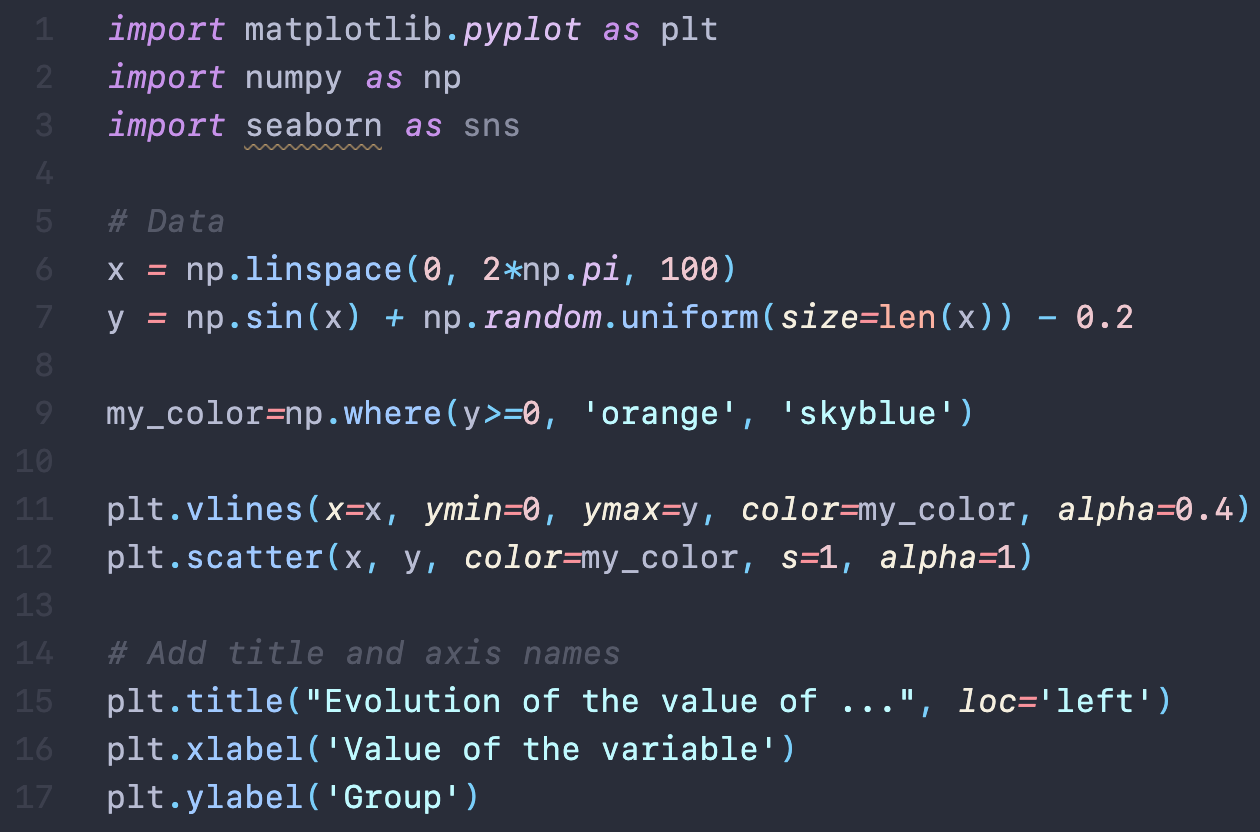 1 import matplotlib.pyplot as plt
2 import numpy as np
3 import seaborn as sns
4
5 # Data
6 x = np.linspace(0, 2*np.pi, 100)
7 y = np.sin(x) + np.random.uniform(size=len(x)) - 0.2
8
9 my_color=np.where(y>=0, 'orange', 'skyblue')
10
11 plt.vlines(x=x, ymin=0, ymax=y, color=my_color, alpha=0.4)
12 plt.scatter(x, y, color=my_color, s=1, alpha=1)
13
14 # Add title and axis names
15 plt.title("Evolution of the value of ...", loc='left')
16 plt.xlabel('Value of the variable')
17 plt.ylabel('Group')